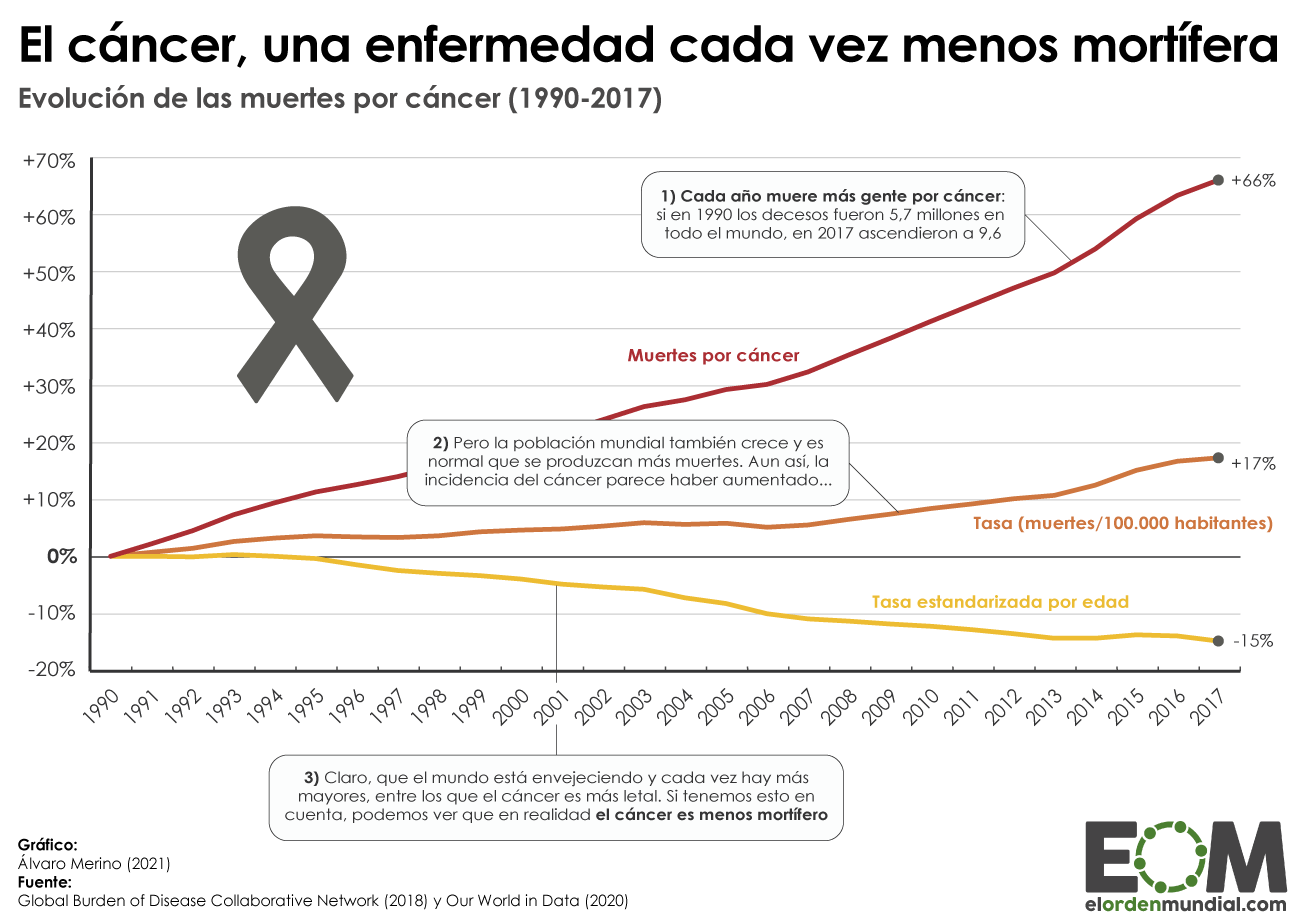 El cáncer, una enfermedad cada vez menos mortífera
Evolución de las muertes por cáncer (1990-2017)
+70%
+60%
+50%
+40%
+30%
+20%
+10%
0%
-10%
-20%
1) Cada año muere más gente por cáncer:
si en 1990 los decesos fueron 5,7 millones en
todo el mundo, en 2017 ascendieron a 9,6
+66%
Muertes por cáncer
2) Pero la población mundial también crece y es
normal que se produzcan más muertes. Aun así, la
incidencia del cáncer parece haber aumentado...
+17%
Tasa (muertes/100.000 habitantes)
Tasa estandarizada por edad
-15%
1990
1991
1992
1993
1994
1995
1996
1997
1998
1999
2000
2001
2002
2003
2004
2005
2006
2007
2008
2009
2010
2011
2012
2013
2014
2015
2016
2017
3) Claro, que el mundo está envejeciendo y cada vez hay más
mayores, entre los que el cáncer es más letal. Si tenemos esto en
cuenta, podemos ver que en realidad el cáncer es menos mortífero
Gráfico:
Álvaro Merino (2021)
Fuente:
Global Burden of Disease Collaborative Network (2018) y Our World in Data (2020)
EOM
elordenmundial.com